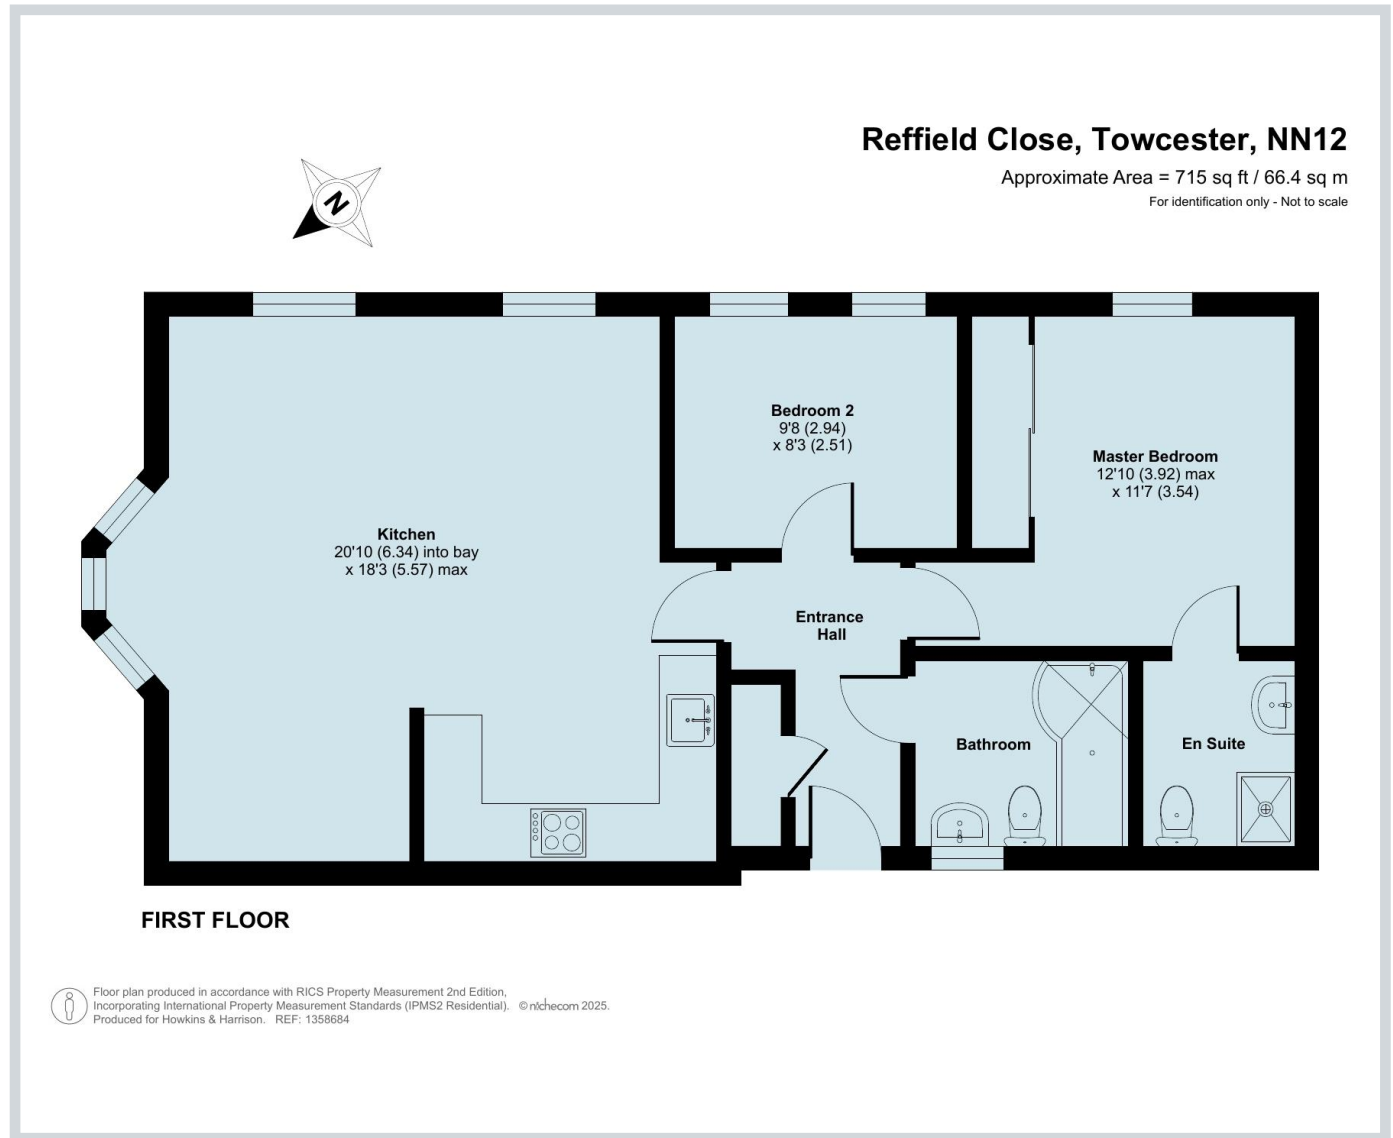 Reffield Close, Towcester, NN12
Approximate Area = 715 sq ft / 66.4 sq m
For identification only - Not to scale
N
Bedroom 2
9'8 (2.94)
x 8'3 (2.51)
Master Bedroom
12'10 (3.92) max
x 11'7 (3.54)
Kitchen
20'10 (6.34) into bay
x 18'3 (5.57) max
Entrance
Hall
Bathroom
En Suite
FIRST FLOOR
Floor plan produced in accordance with RICS Property Measurement 2nd Edition,
Incorporating International Property Measurement Standards (IPMS2 Residential). © nichecom 2025.
Produced for Howkins & Harrison. REF: 1358684